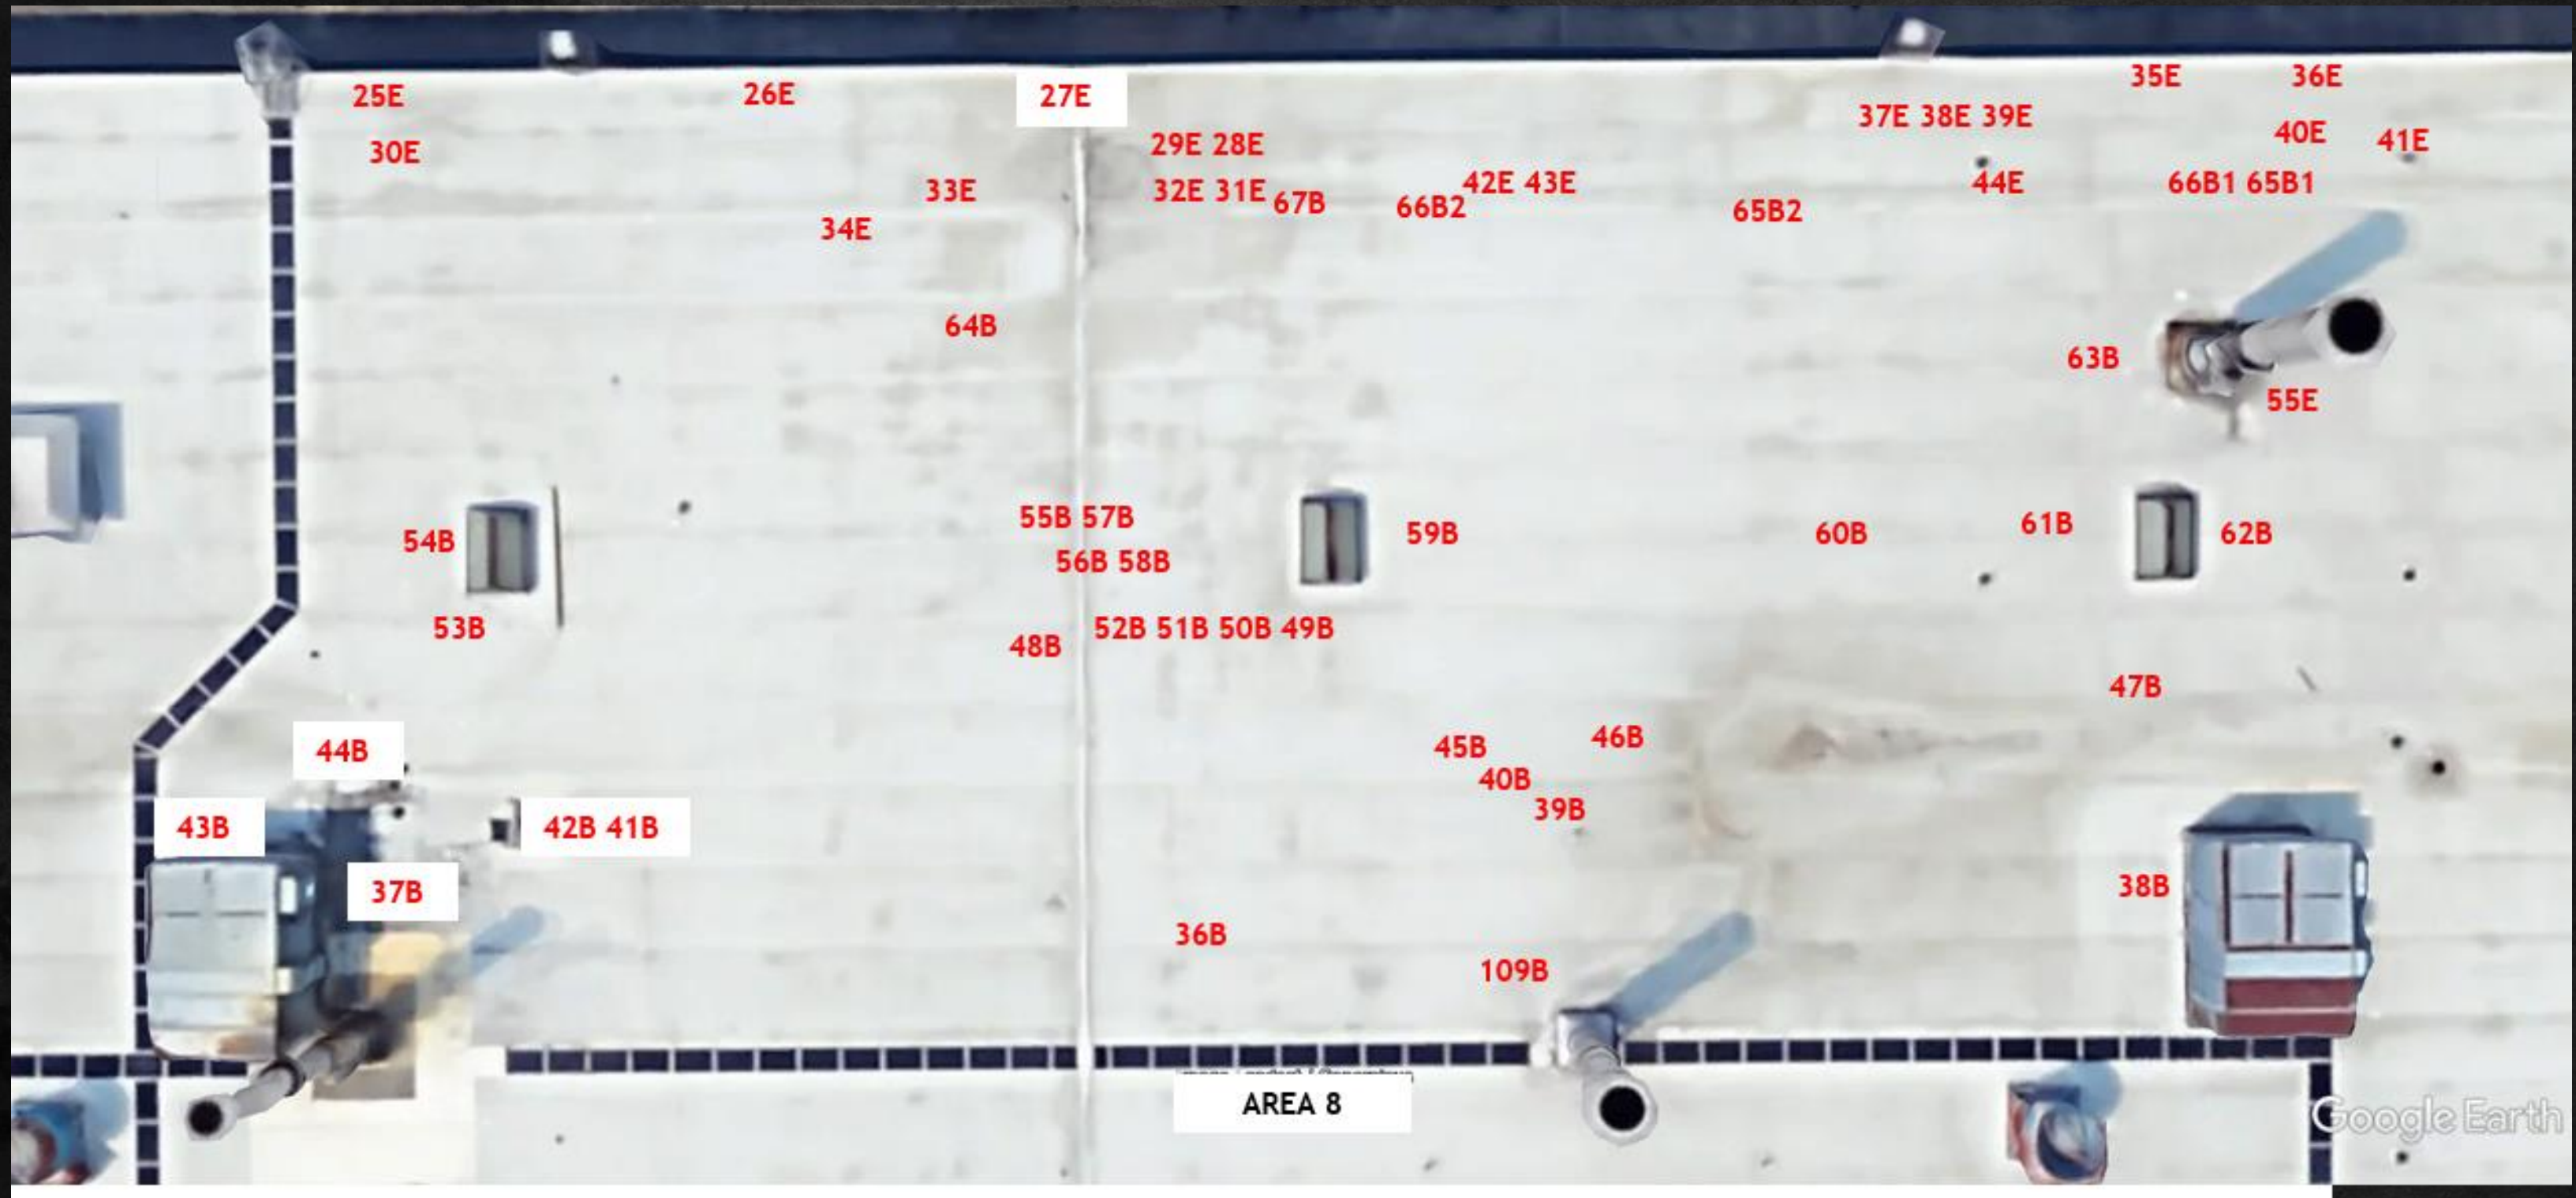 35E 36E
25E 26E 27E
37E 38E 39E
40E 41E
29E 28E
30E
42E 43E 44E 66B1 65B1
33E 32E 31E 67B 66B2 65B2
34E
64B
63B
55E
55B 57B
54B 59B 60B 61B 62B
56B 58B
53B 52B 51B 50B 49B
48B
47B
44B 45B 46B
40B
39B
43B 42B 41B
37B 38B
36B
109B
AREA 8
Google Earth